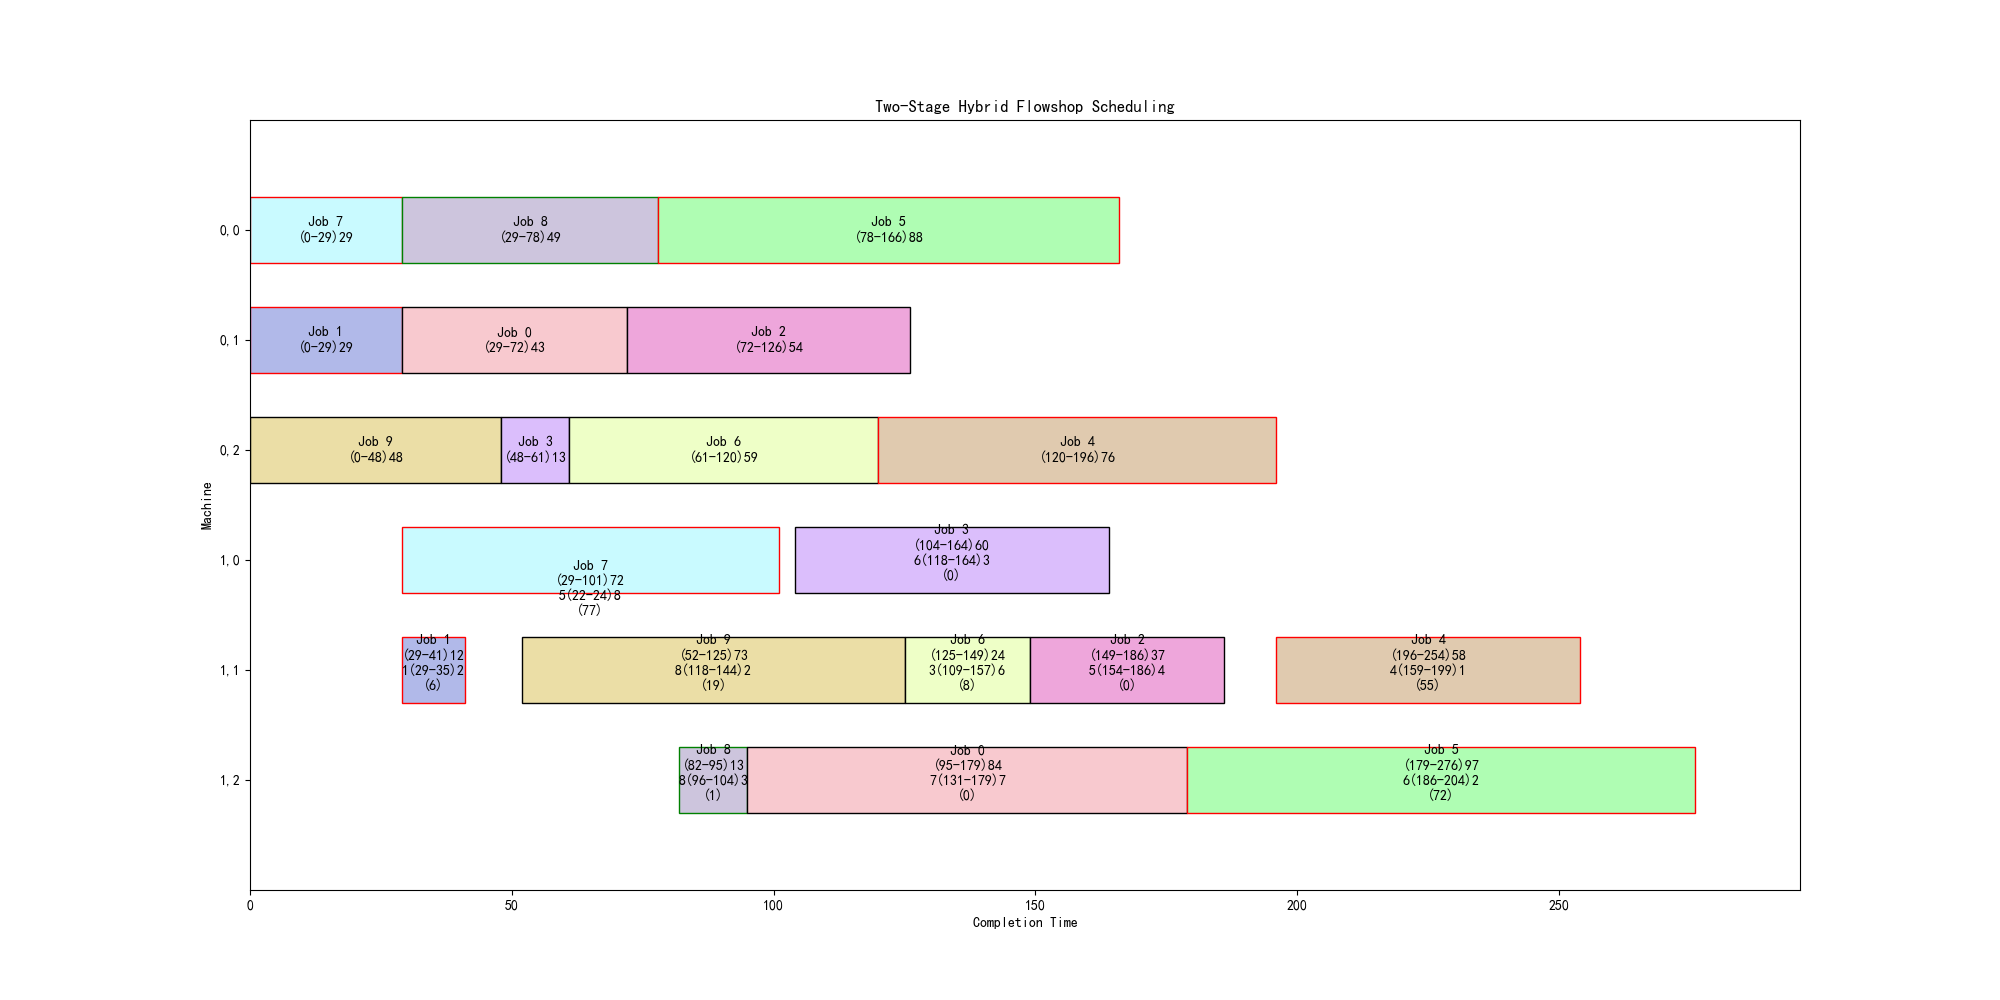 Two-Stage Hybrid Flowshop Scheduling
0,0
Job 7
(0-29)29
Job 8
(29-78)49
Job 5
(78-166)88
0,1
Job 1
(0-29)29
Job 0
(29-72)43
Job 2
(72-126)54
0,2
Job 9
(0-48)48
Job 3
(48-61)13
Job 6
(61-120)59
Job 4
(120-196)76
Machine
1,0
Job 7
(29-101)72
5(22-24)8
(77)
Job 3
(104-164)60
6(118-164)3
(0)
1,1
Job 1
(29-41)12
1(29-35)2
(6)
Job 9
(52-125)73
8(118-144)2
(19)
Job 6
(125-149)24
3(109-157)6
(8)
Job 2
(149-186)37
5(154-186)4
(0)
Job 4
(196-254)58
4(159-199)1
(55)
1,2
Job 8
(82-95)13
8(96-104)3
(1)
Job 0
(95-179)84
7(131-179)7
(0)
Job 5
(179-276)97
6(186-204)2
(72)
0
50
100
150
200
250
Completion Time